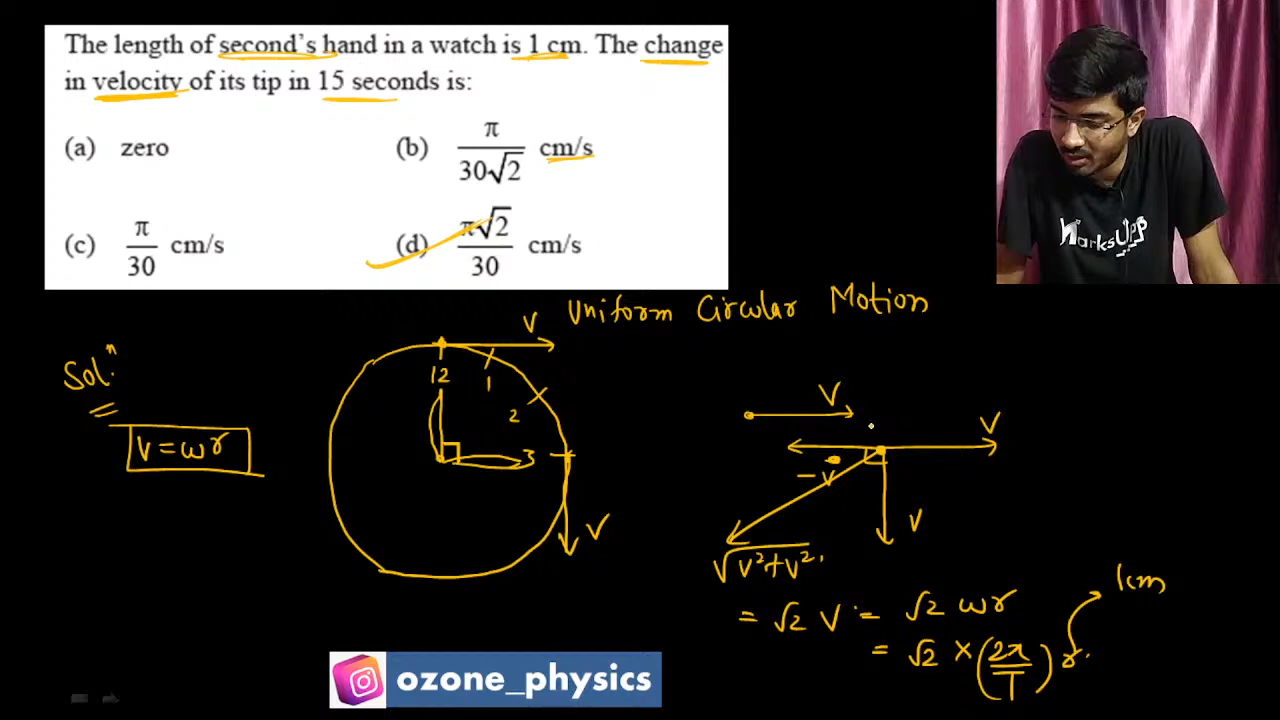 The length of second's hand in a watch is 1 cm. The change
in velocity of its tip in 15 seconds is:
(a) zero
(b) π/30√2 cm/s
(c) π/30 cm/s
(d) π√2/30 cm/s
Uniform Circular Motion
Solⁿ.
V = ωr
V
12
1
2
3
V
V
V
-V
V
√V²+V²
= √2 V = √2 ωr
= √2 × (2π/T) r
1cm
MarksUpp
ozone_physics